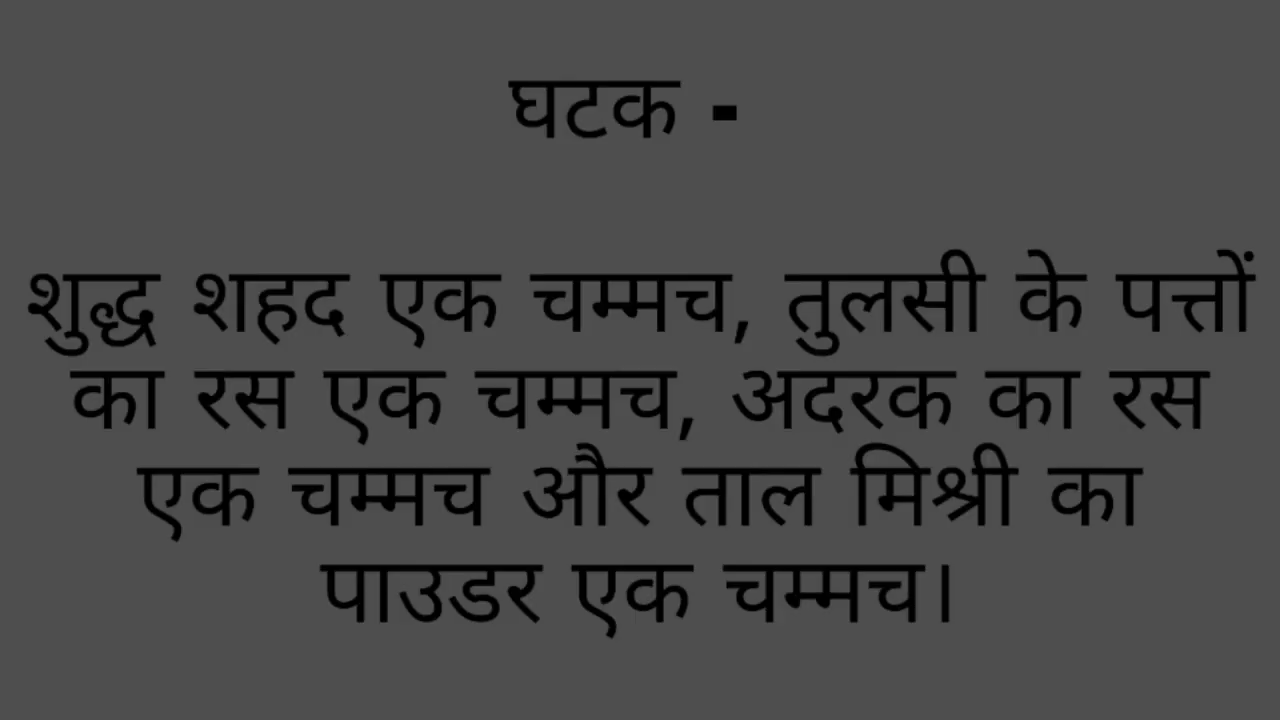 घटक -
शुद्ध शहद एक चम्मच, तुलसी के पत्तों
का रस एक चम्मच, अदरक का रस
एक चम्मच और ताल मिश्री का
पाउडर एक चम्मच।